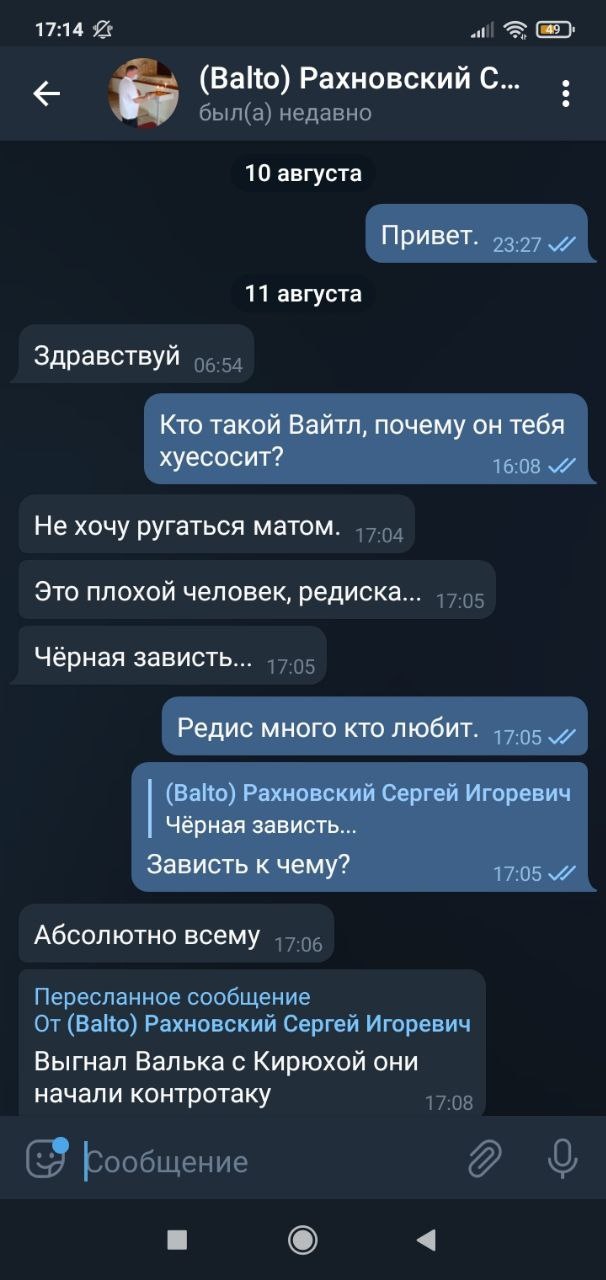 17:14
49
(Balto) Рахновский С...
был(а) недавно
10 августа
Привет. 23:27
11 августа
Здравствуй 06:54
Кто такой Вайтл, почему он тебя
хуесосит? 16:08
Не хочу ругаться матом. 17:04
Это плохой человек, редиска... 17:05
Чёрная зависть... 17:05
Редис много кто любит. 17:05
(Balto) Рахновский Сергей Игоревич
Чёрная зависть...
Зависть к чему? 17:05
Абсолютно всему 17:06
Пересланное сообщение
От (Balto) Рахновский Сергей Игоревич
Выгнал Валька с Кирюхой они
начали контротаку 17:08
Сообщение